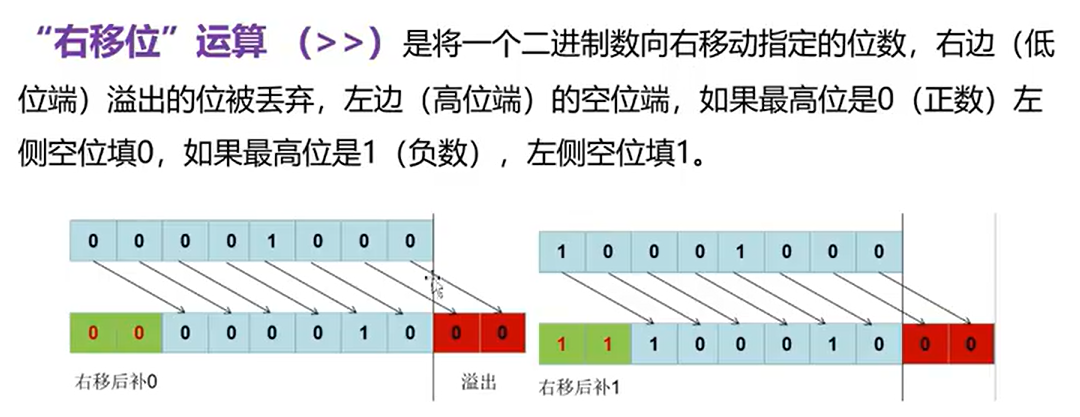 “右移位”运算 （>>）是将一个二进制数向右移动指定的位数，右边（低
位端）溢出的位被丢弃，左边（高位端）的空位端，如果最高位是0（正数）左
侧空位填0，如果最高位是1（负数），左侧空位填1。
0 0 0 0 1 0 0 0
0 0 0 0 0 0 1 0 0 0
右移后补0 溢出
1 0 0 0 1 0 0 0
1 1 1 0 0 0 1 0 0 0
右移后补1